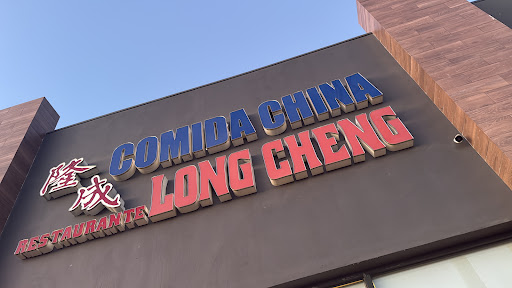 COMIDA CHINA
隆成
RESTAURANTE LONG CHENG